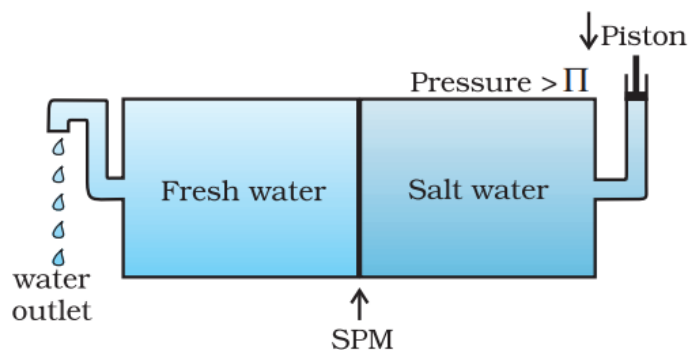 Piston
Pressure > Π
Fresh water
Salt water
water
outlet
SPM